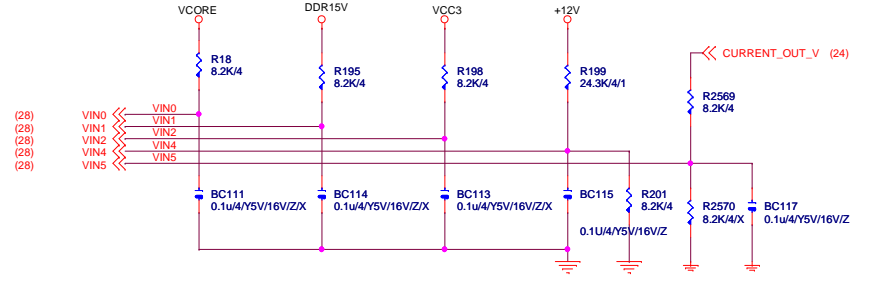 VCORE
DDR15V
VCC3
+12V
CURRENT_OUT_V (24)
R18
8.2K/4
R195
8.2K/4
R198
8.2K/4
R199
24.3K/4/1
R2569
8.2K/4
(28) VIN0 VIN0
(28) VIN1 VIN1
(28) VIN2 VIN2
(28) VIN4 VIN4
(28) VIN5 VIN5
BC111
0.1u/4/Y5V/16V/Z/X
BC114
0.1u/4/Y5V/16V/Z/X
BC113
0.1u/4/Y5V/16V/Z/X
BC115
0.1U/4/Y5V/16V/Z
R201
8.2K/4
R2570
8.2K/4/X
BC117
0.1u/4/Y5V/16V/Z